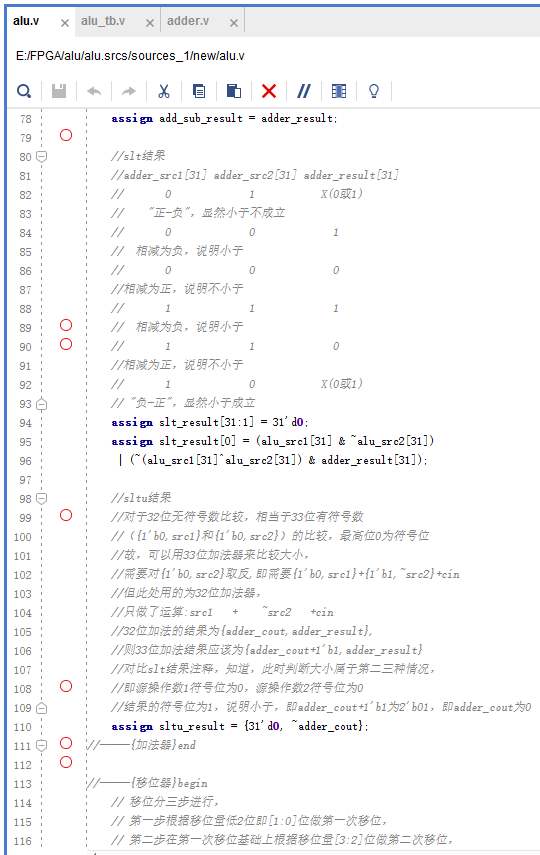 alu.v × alu_tb.v × adder.v ×
E:/FPGA/alu/alu.srcs/sources_1/new/alu.v
78 assign add_sub_result = adder_result;
79
80 //slt结果
81 //adder_src1[31] adder_src2[31] adder_result[31]
82 // 0 1 X(0或1)
83 // "正-负", 显然小于不成立
84 // 0 0 1
85 // 相减为负, 说明小于
86 // 0 0 0
87 //相减为正, 说明不小于
88 // 1 1 1
89 // 相减为负, 说明小于
90 // 1 1 0
91 //相减为正, 说明不小于
92 // 1 0 X(0或1)
93 // "负-正", 显然小于成立
94 assign slt_result[31:1] = 31'd0;
95 assign slt_result[0] = (alu_src1[31] & ~alu_src2[31])
96 | (~(alu_src1[31]^alu_src2[31]) & adder_result[31]);
97
98 //sltu结果
99 //对于32位无符号数比较, 相当于33位有符号数
100 //（{1'b0,src1}和{1'b0,src2}）的比较, 最高位0为符号位
101 //故, 可以用33位加法器来比较大小,
102 //需要对{1'b0,src2}取反,即需要{1'b0,src1}+{1'b1,~src2}+cin
103 //但此处用的为32位加法器,
104 //只做了运算:src1 + ~src2 +cin
105 //32位加法的结果为{adder_cout,adder_result},
106 //则33位加法结果应该为{adder_cout+1'b1,adder_result}
107 //对比slt结果注释, 知道, 此时判断大小属于第二三种情况,
108 //即源操作数1符号位为0, 源操作数2符号位为0
109 //结果的符号位为1, 说明小于, 即adder_cout+1'b1为2'b01, 即adder_cout为0
110 assign sltu_result = {31'd0, ~adder_cout};
111 //-----{加法器}end
112
113 //-----{移位器}begin
114 // 移位分三步进行,
115 // 第一步根据移位量低2位即[1:0]位做第一次移位,
116 // 第二步在第一次移位基础上根据移位量[3:2]位做第二次移位,